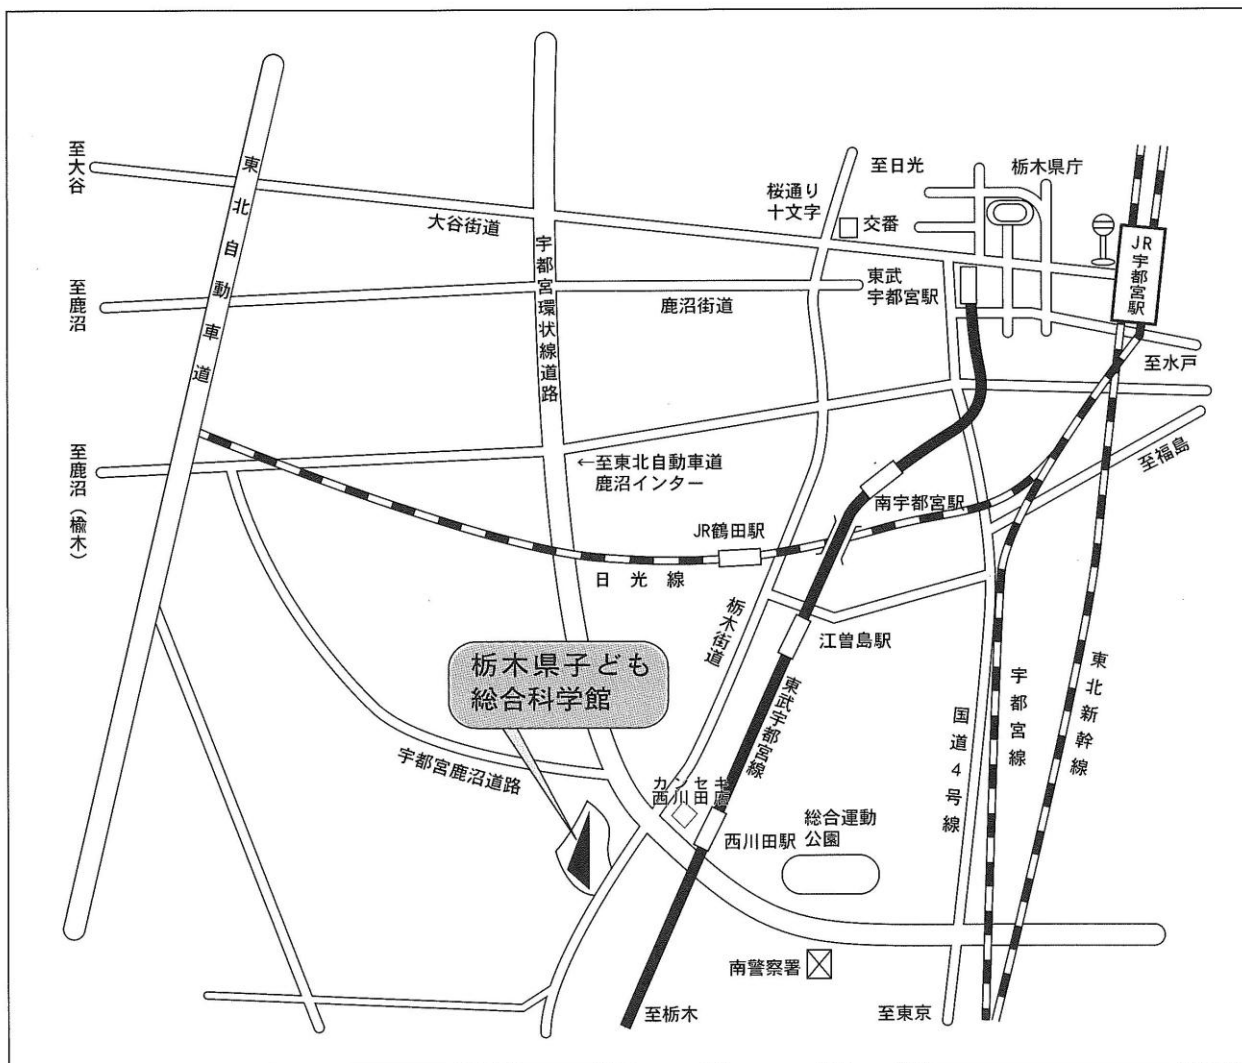 至大谷
東北自動車道
大谷街道
宇都宮環状線道路
桜通り
十文字
至日光
交番
栃木県庁
JR宇都宮駅
東武
宇都宮駅
至鹿沼
鹿沼街道
至水戸
至鹿沼(楡木)
←至東北自動車道
鹿沼インター
南宇都宮駅
至福島
JR鶴田駅
日光線
栃木街道
江曽島駅
栃木県子ども
総合科学館
東武宇都宮線
国道4号線
宇都宮線
東北新幹線
宇都宮鹿沼道路
カンセキ
西川田店
西川田駅
総合運動
公園
南警察署
至栃木
至東京